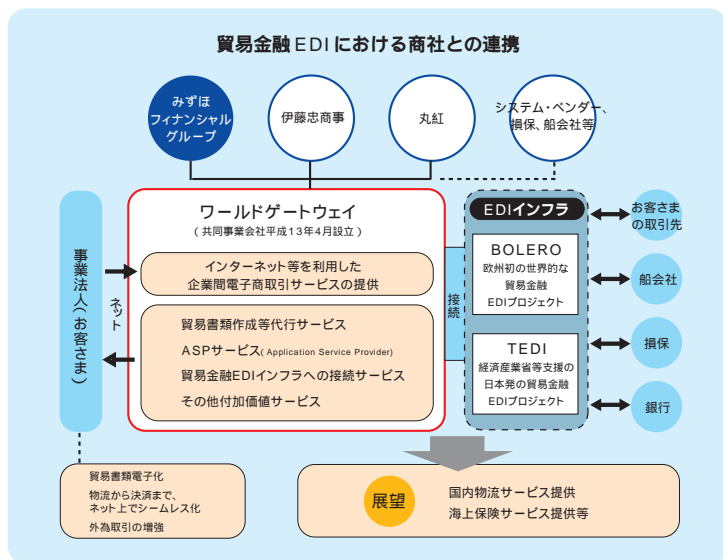 貿易金融EDIにおける商社との連携
みずほ
フィナンシャル
グループ
伊藤忠商事
丸紅
システム・ベンダー、
損保、船会社等
事業法人(お客さま)
ネット
ワールドゲートウェイ
(共同事業会社平成13年4月設立)
インターネット等を利用した
企業間電子商取引サービスの提供
貿易書類作成等代行サービス
ASPサービス(Application Service Provider)
貿易金融EDIインフラへの接続サービス
その他付加価値サービス
接続
EDIインフラ
BOLERO
欧州初の世界的な
貿易金融
EDIプロジェクト
TEDI
経済産業省等支援の
日本発の貿易金融
EDIプロジェクト
お客さま
の取引先
船会社
損保
銀行
貿易書類電子化
物流から決済まで、
ネット上でシームレス化
外為取引の増強
展望
国内物流サービス提供
海上保険サービス提供等